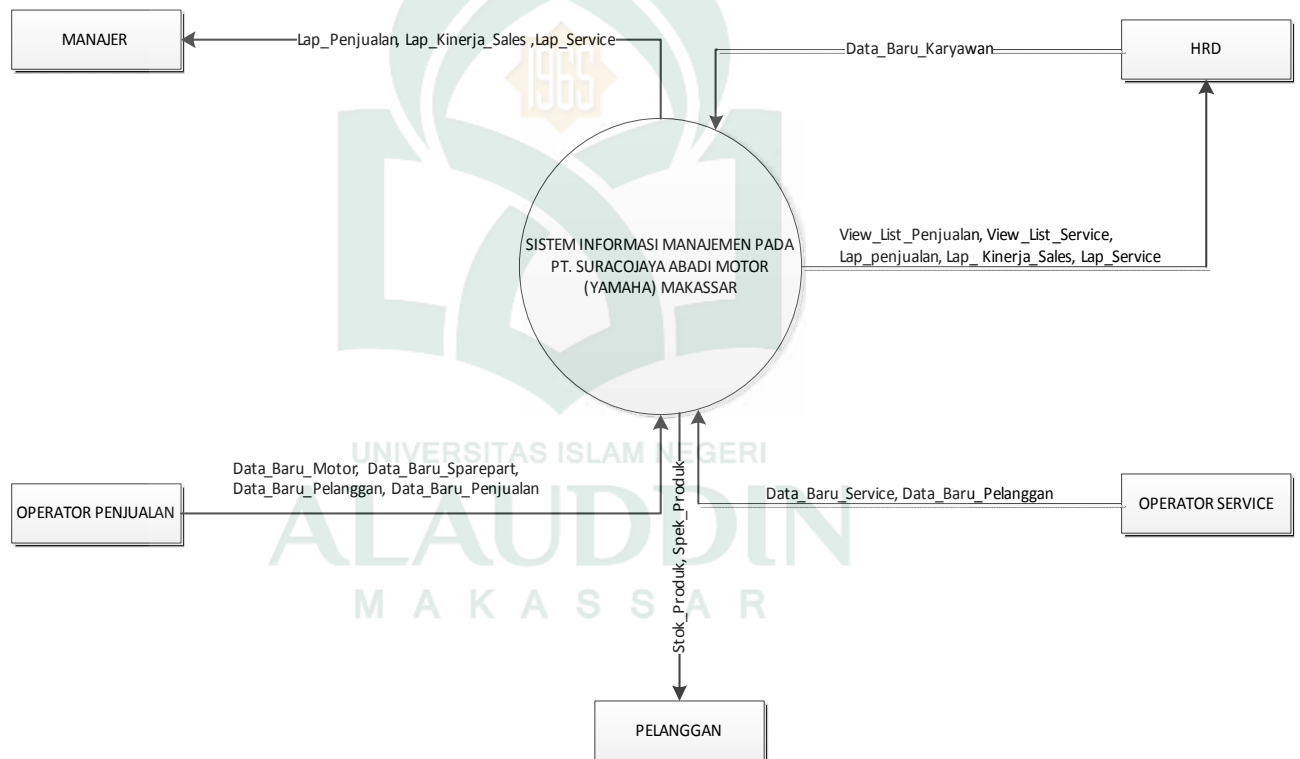 MANAJER
Lap_Penjualan, Lap_Kinerja_Sales ,Lap_Service
Data_Baru_Karyawan
HRD
1965
SISTEM INFORMASI MANAJEMEN PADA
PT. SURACOJAYA ABADI MOTOR
(YAMAHA) MAKASSAR
View_List_Penjualan, View_List_Service,
Lap_penjualan, Lap_ Kinerja_Sales, Lap_Service
UNIVERSITAS ISLAM NEGERI
ALAUDDIN
MAKASSAR
OPERATOR PENJUALAN
Data_Baru_Motor, Data_Baru_Sparepart,
Data_Baru_Pelanggan, Data_Baru_Penjualan
Stok_Produk, Spek_Produk
Data_Baru_Service, Data_Baru_Pelanggan
OPERATOR SERVICE
PELANGGAN